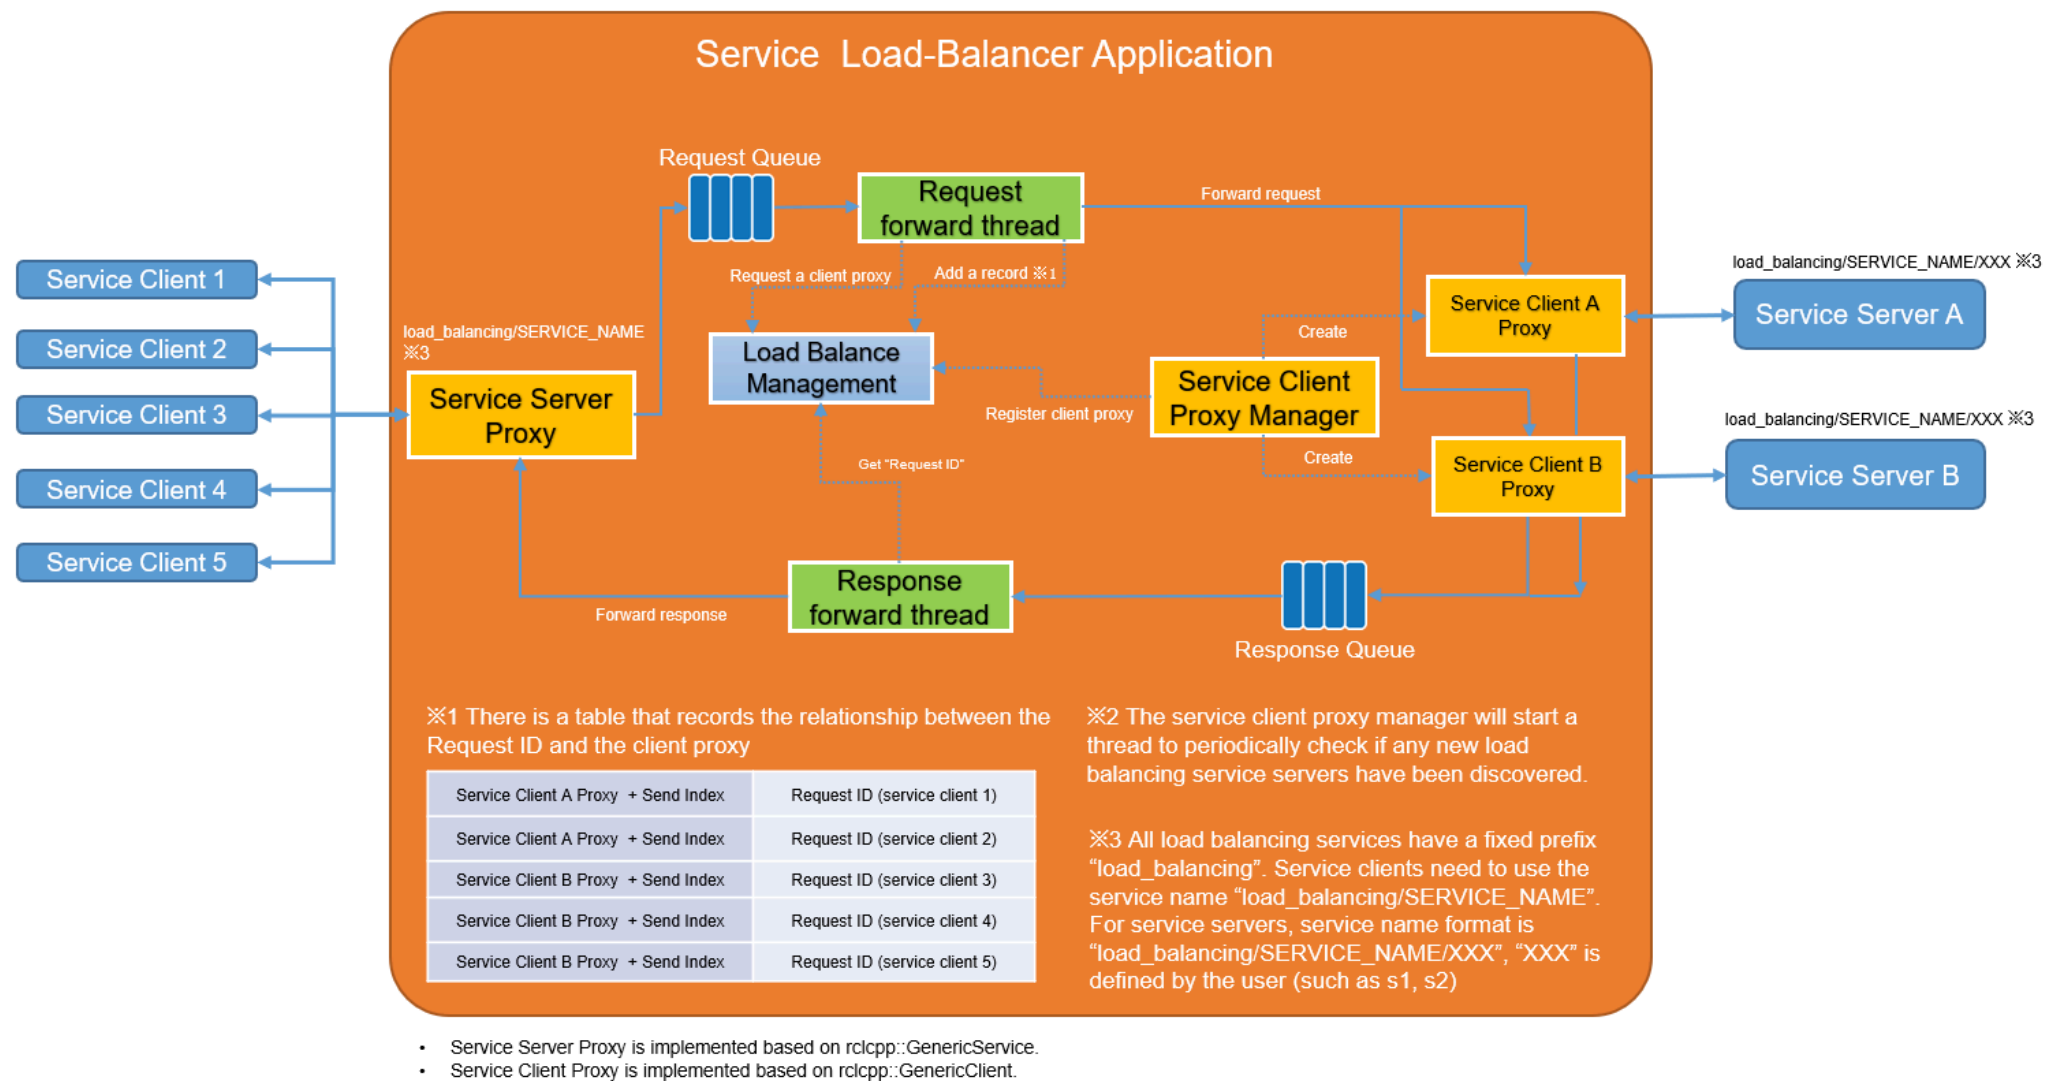 Service  Load-Balancer Application
Request Queue
Request
forward thread
Forward request
Request a client proxy
Add a record ※1
load_balancing/SERVICE_NAME/XXX ※3
Service Client 1
Service Client 2
Service Client 3
Service Client 4
Service Client 5
load_balancing/SERVICE_NAME
※3
Service Server
Proxy
Load Balance
Management
Create
Service Client A
Proxy
Service Server A
Service Client
Proxy Manager
Register client proxy
load_balancing/SERVICE_NAME/XXX ※3
Get "Request ID"
Create
Service Client B
Proxy
Service Server B
Response
forward thread
Forward response
Response Queue
※1 There is a table that records the relationship between the
Request ID and the client proxy
Service Client A Proxy  + Send Index
Request ID (service client 1)
Service Client A Proxy  + Send Index
Request ID (service client 2)
Service Client B Proxy  + Send Index
Request ID (service client 3)
Service Client B Proxy  + Send Index
Request ID (service client 4)
Service Client B Proxy  + Send Index
Request ID (service client 5)
※2 The service client proxy manager will start a
thread to periodically check if any new load
balancing service servers have been discovered.
※3 All load balancing services have a fixed prefix
“load_balancing”. Service clients need to use the
service name “load_balancing/SERVICE_NAME”.
For service servers, service name format is
“load_balancing/SERVICE_NAME/XXX”, “XXX” is
defined by the user (such as s1, s2)
• Service Server Proxy is implemented based on rclcpp::GenericService.
• Service Client Proxy is implemented based on rclcpp::GenericClient.